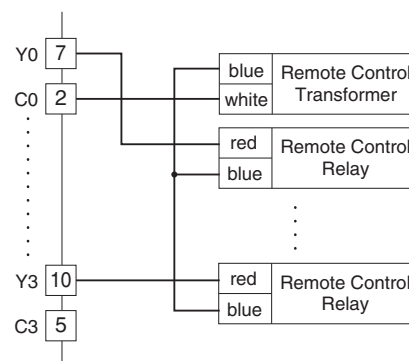 Y0 7
C0 2
Y3 10
C3 5
blue
white
Remote Control
Transformer
red
blue
Remote Control
Relay
red
blue
Remote Control
Relay